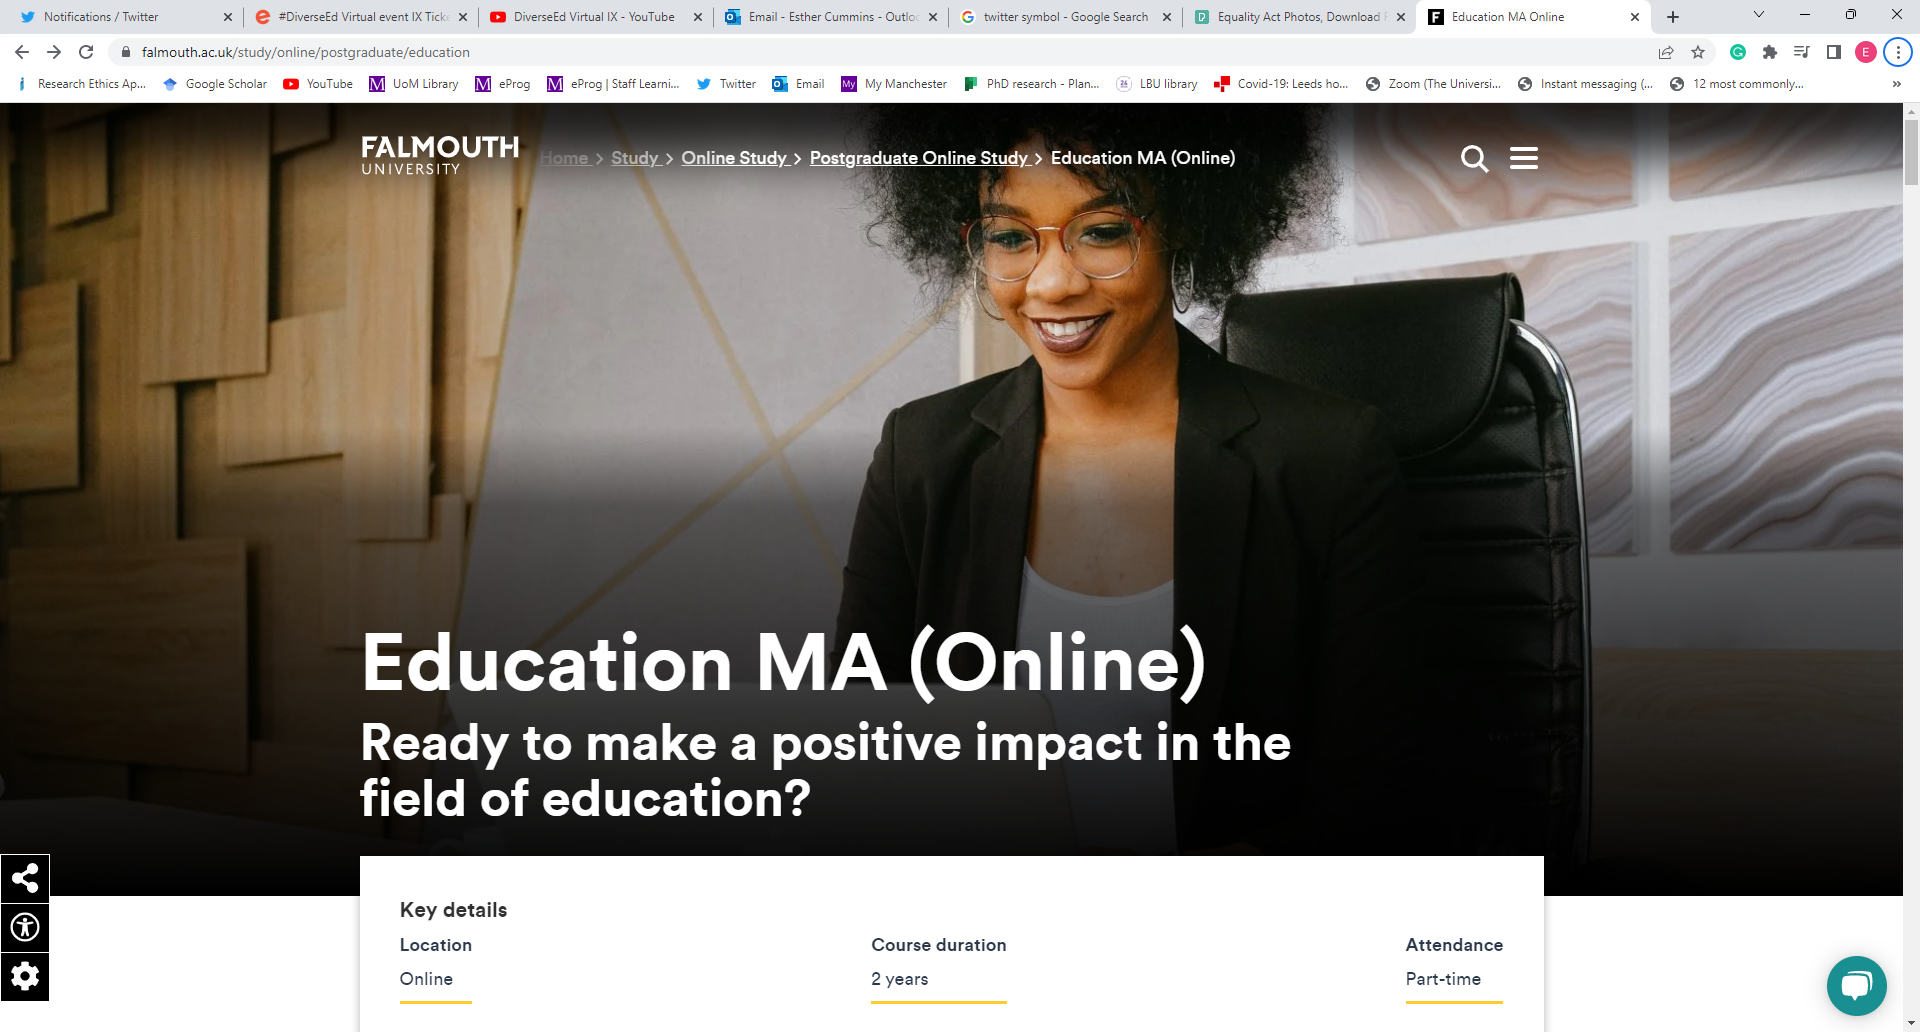 Notifications / Twitter
#DiverseEd Virtual event IX Ticke
DiverseEd Virtual IX - YouTube
Email - Esther Cummins - Outloo
twitter symbol - Google Search
Equality Act Photos, Download F
Education MA Online
falmouth.ac.uk/study/online/postgraduate/education
E
Research Ethics Ap...
Google Scholar
YouTube
UoM Library
eProg
eProg | Staff Learni...
Twitter
Email
My Manchester
PhD research - Plan...
LBU library
Covid-19: Leeds ho...
Zoom (The Universi...
Instant messaging (...
12 most commonly...
»
FALMOUTH
UNIVERSITY
Home > Study > Online Study > Postgraduate Online Study > Education MA (Online)
Education MA (Online)
Ready to make a positive impact in the
field of education?
Key details
Location
Online
Course duration
2 years
Attendance
Part-time